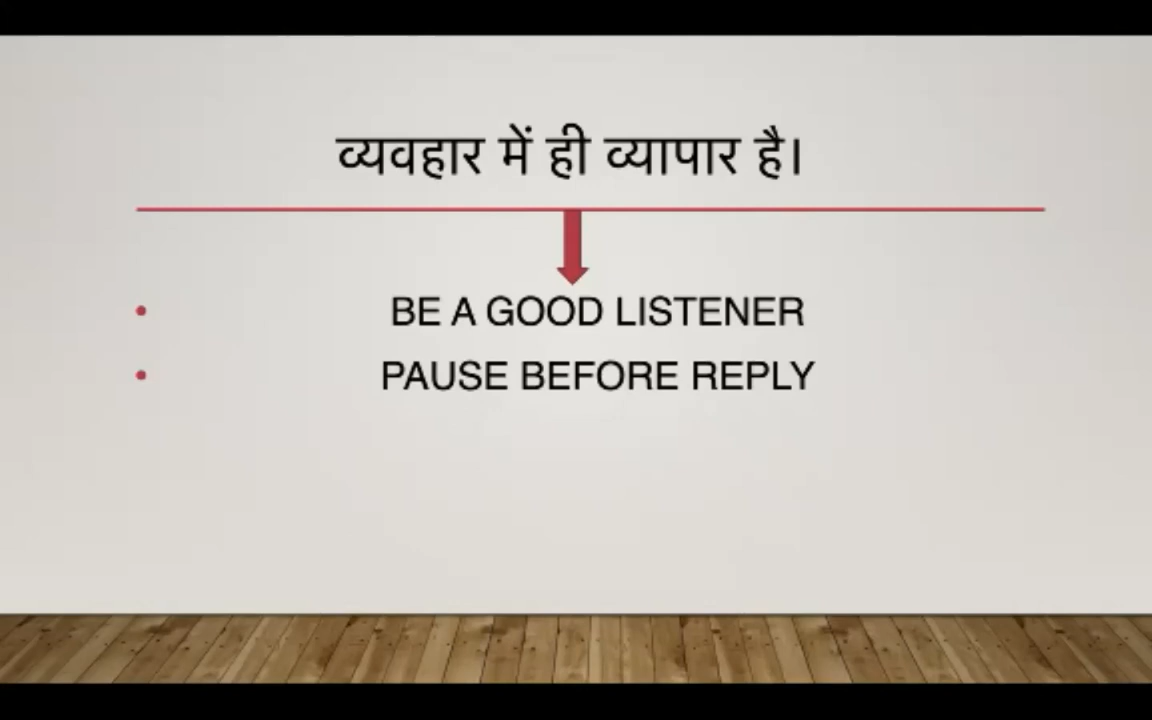 व्यवहार में ही व्यापार है।
BE A GOOD LISTENER
PAUSE BEFORE REPLY